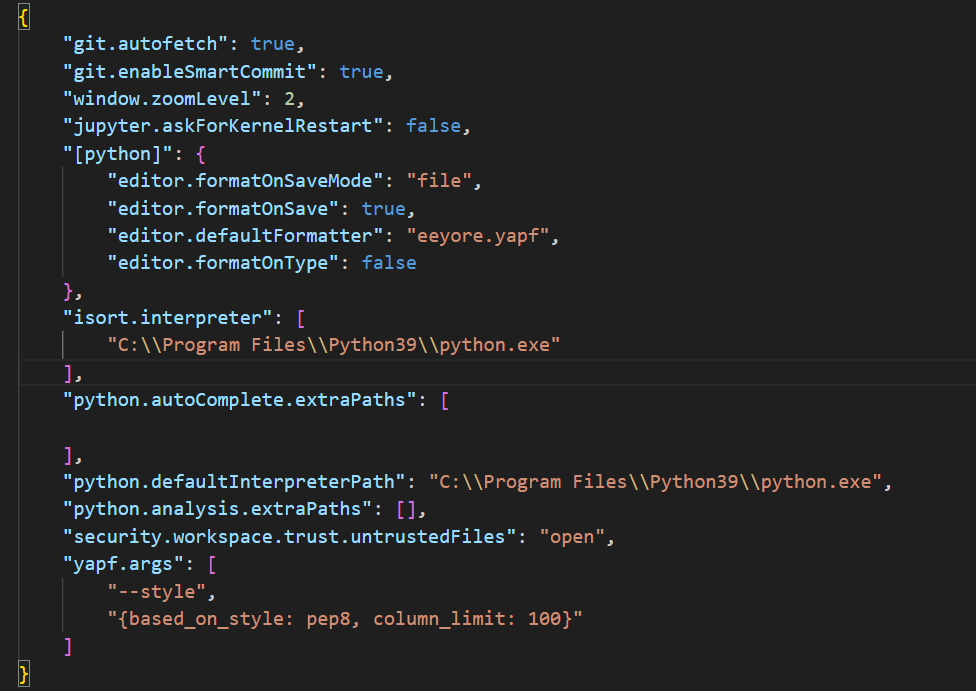 {
    "git.autofetch": true,
    "git.enableSmartCommit": true,
    "window.zoomLevel": 2,
    "jupyter.askForKernelRestart": false,
    "[python]": {
        "editor.formatOnSaveMode": "file",
        "editor.formatOnSave": true,
        "editor.defaultFormatter": "eeyore.yapf",
        "editor.formatOnType": false
    },
    "isort.interpreter": [
        "C:\\Program Files\\Python39\\python.exe"
    ],
    "python.autoComplete.extraPaths": [

    ],
    "python.defaultInterpreterPath": "C:\\Program Files\\Python39\\python.exe",
    "python.analysis.extraPaths": [],
    "security.workspace.trust.untrustedFiles": "open",
    "yapf.args": [
        "--style",
        "{based_on_style: pep8, column_limit: 100}"
    ]
}